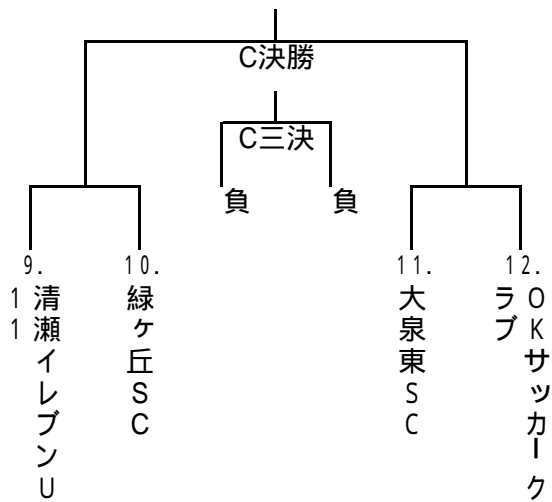 C決勝
C三決
負 負
9. 10. 11. 12.
清瀬イレブンU
11
緑ヶ丘SC
大泉東SC
OKサッカーク
ラブ